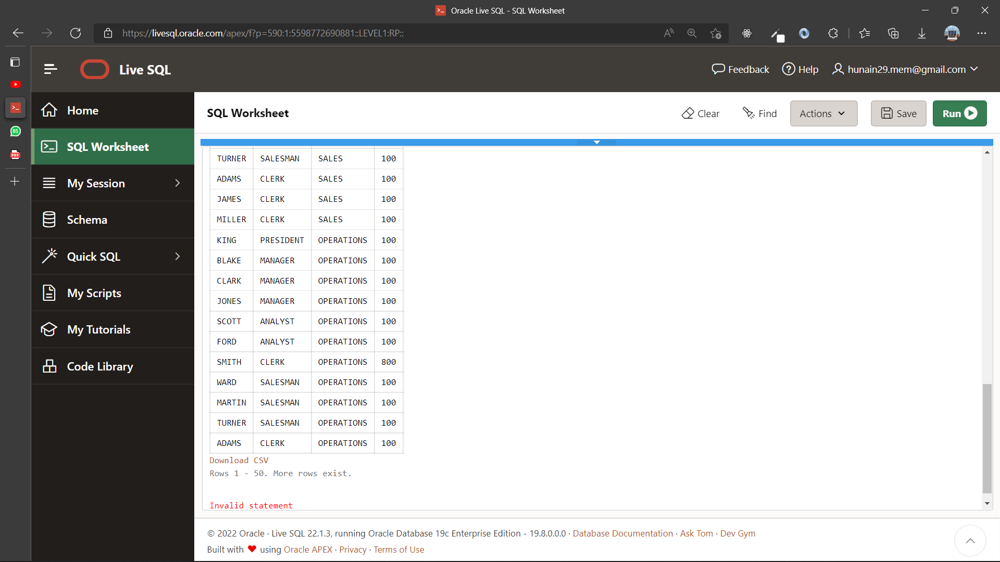 Oracle Live SQL - SQL Worksheet
https://livesql.oracle.com/apex/f?p=590:1:5598772690881::LEVEL1:RP::
Live SQL
Feedback
Help
hunain29.mem@gmail.com
85
PDF
Home
SQL Worksheet
My Session
Schema
Quick SQL
My Scripts
My Tutorials
Code Library
SQL Worksheet
Clear
Find
Actions
Save
Run
TURNER SALESMAN SALES 100
ADAMS CLERK SALES 100
JAMES CLERK SALES 100
MILLER CLERK SALES 100
KING PRESIDENT OPERATIONS 100
BLAKE MANAGER OPERATIONS 100
CLARK MANAGER OPERATIONS 100
JONES MANAGER OPERATIONS 100
SCOTT ANALYST OPERATIONS 100
FORD ANALYST OPERATIONS 100
SMITH CLERK OPERATIONS 800
WARD SALESMAN OPERATIONS 100
MARTIN SALESMAN OPERATIONS 100
TURNER SALESMAN OPERATIONS 100
ADAMS CLERK OPERATIONS 100
Download CSV
Rows 1 - 50. More rows exist.
Invalid statement
© 2022 Oracle · Live SQL 22.1.3, running Oracle Database 19c Enterprise Edition - 19.8.0.0.0 · Database Documentation · Ask Tom · Dev Gym
Built with ❤ using Oracle APEX · Privacy · Terms of Use